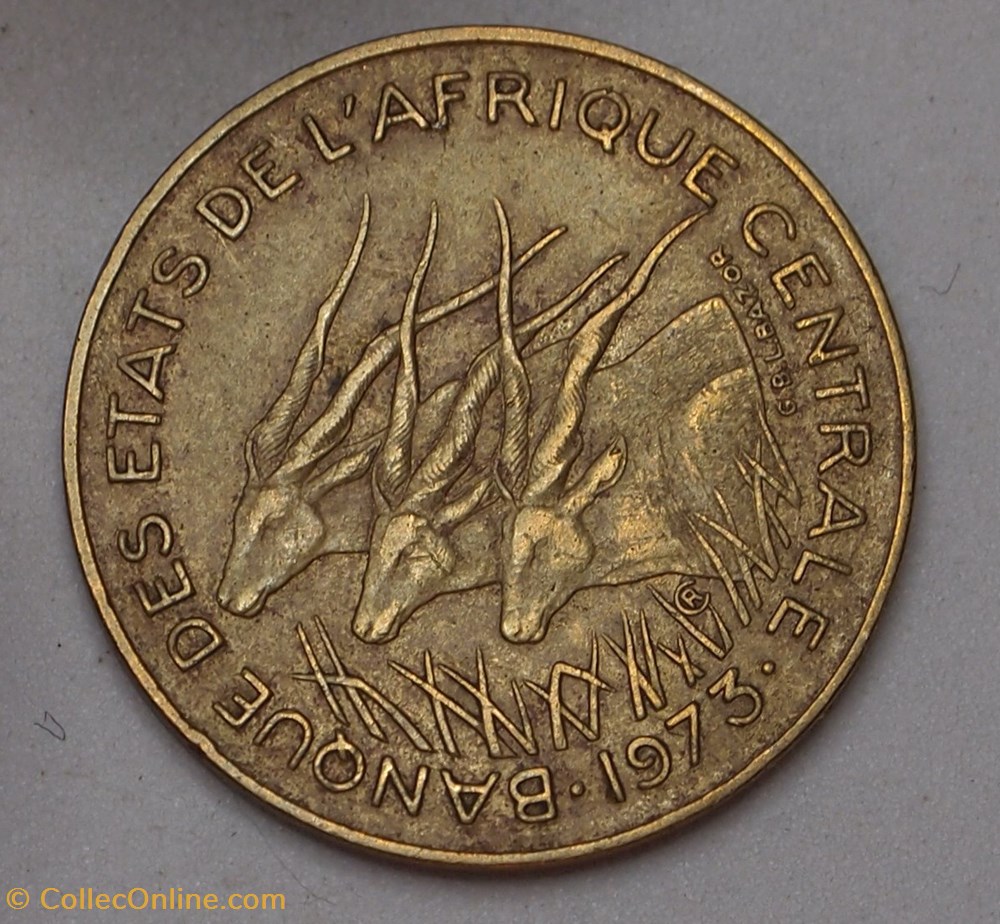 BANQUE DES ETATS DE L'AFRIQUE CENTRALE
·1973·
G.B.L.BAZOR
R
© CollecOnline.com